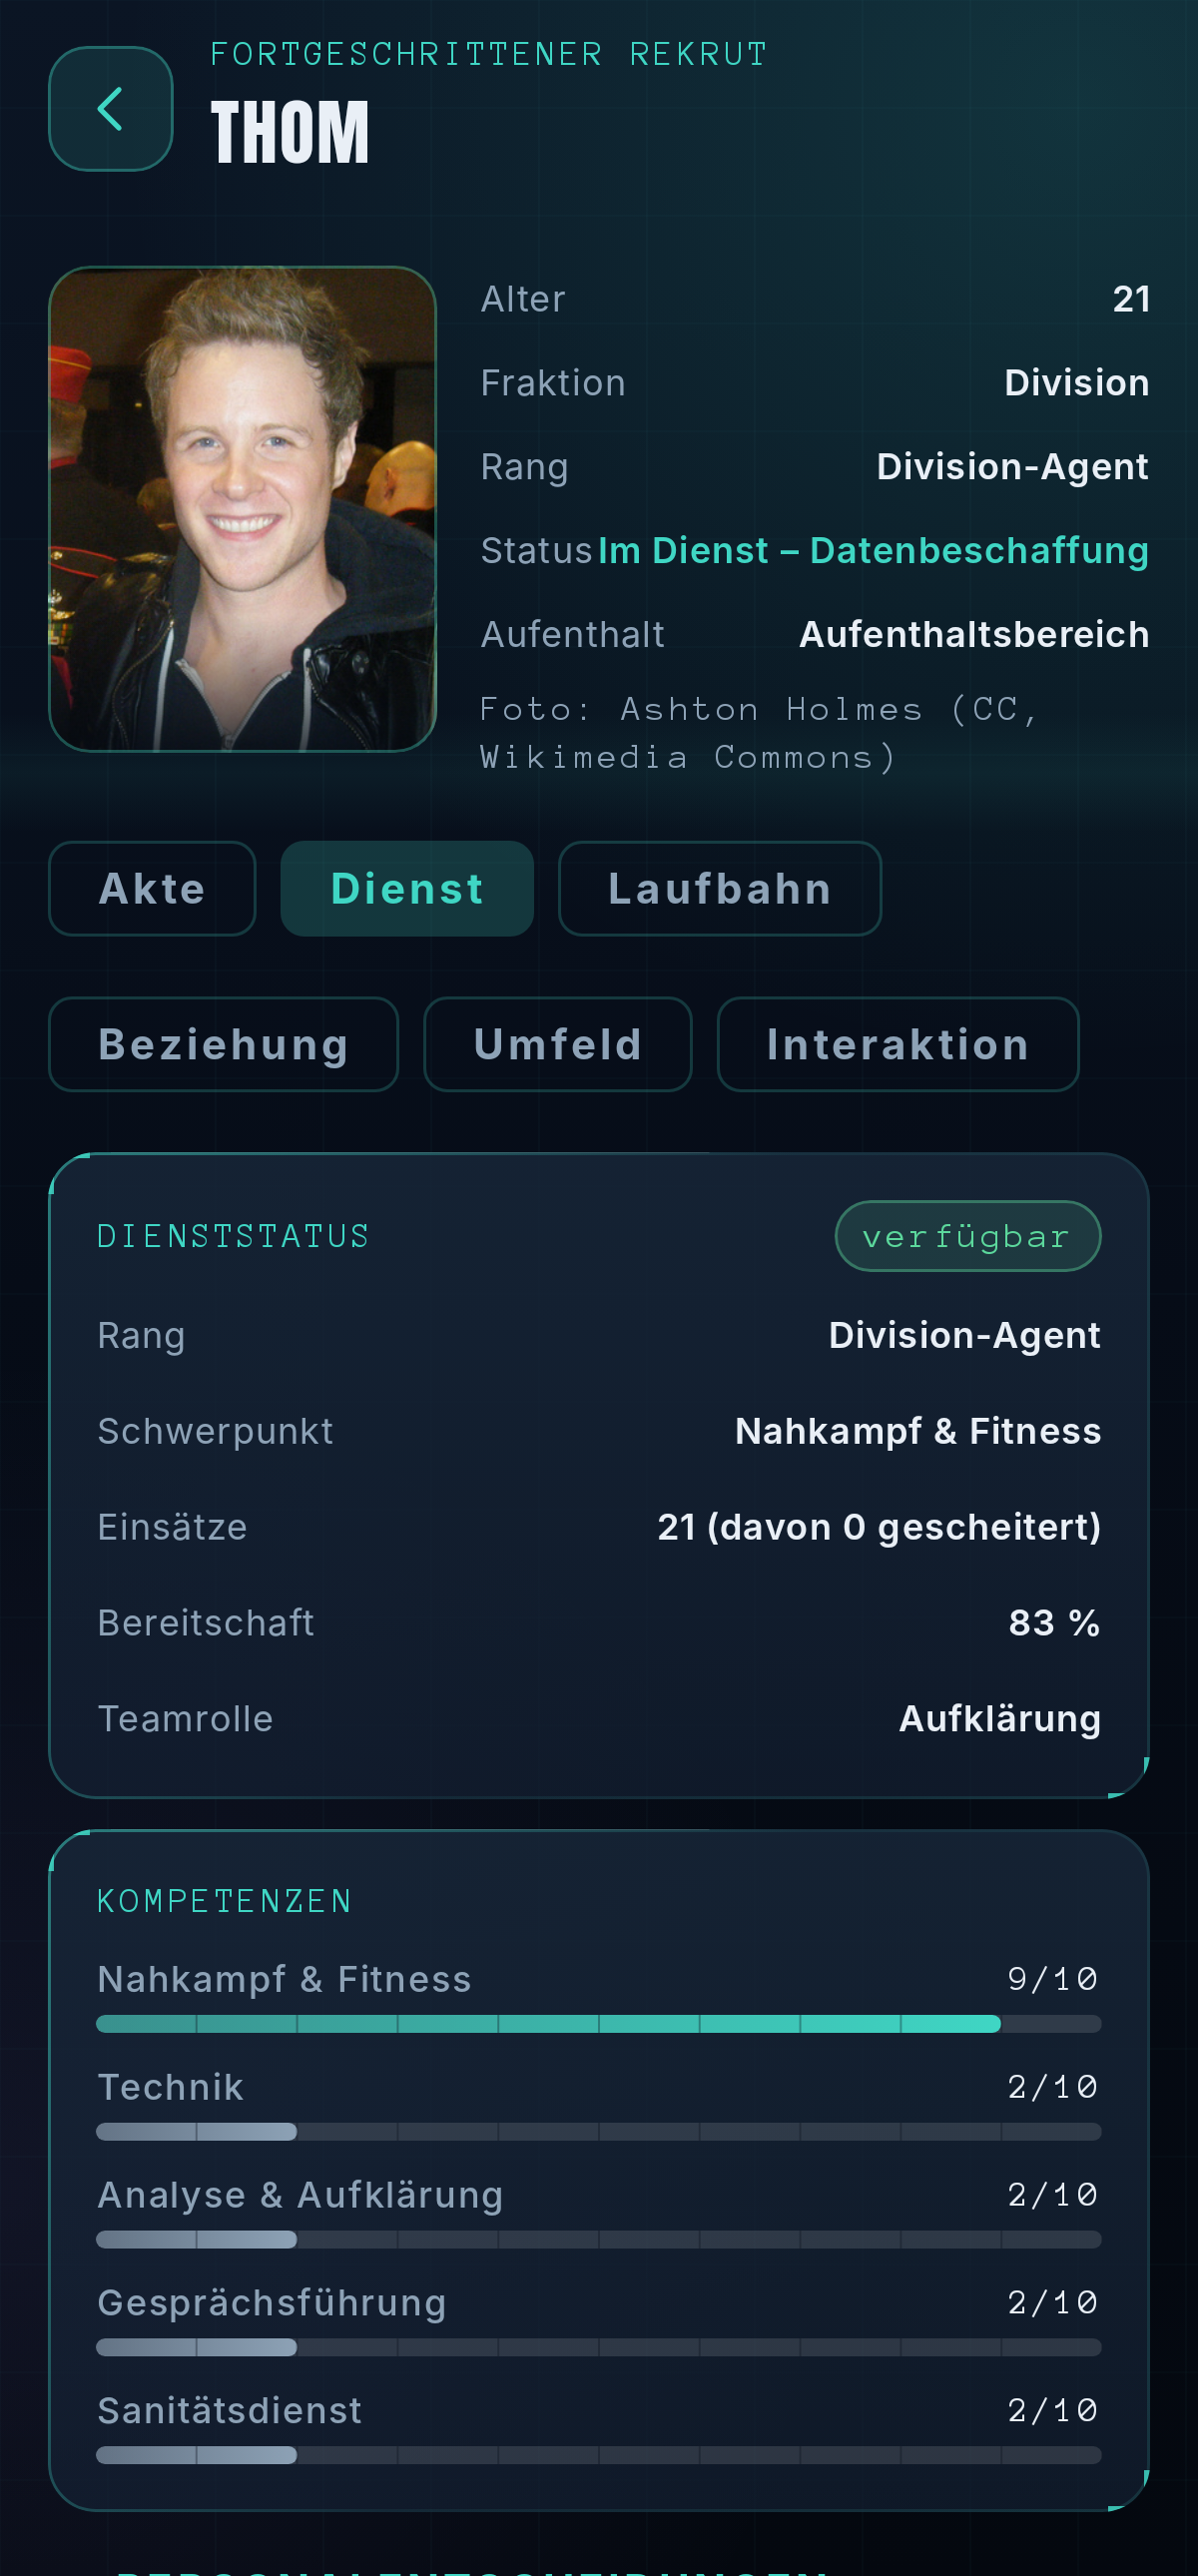 FORTGESCHRITTENER REKRUT
THOM
Alter 21
Fraktion Division
Rang Division-Agent
Status Im Dienst – Datenbeschaffung
Aufenthalt Aufenthaltsbereich
Foto: Ashton Holmes (CC,
Wikimedia Commons)
Akte Dienst Laufbahn
Beziehung Umfeld Interaktion
DIENSTSTATUS verfügbar
Rang Division-Agent
Schwerpunkt Nahkampf & Fitness
Einsätze 21 (davon 0 gescheitert)
Bereitschaft 83 %
Teamrolle Aufklärung
KOMPETENZEN
Nahkampf & Fitness 9/10
Technik 2/10
Analyse & Aufklärung 2/10
Gesprächsführung 2/10
Sanitätsdienst 2/10